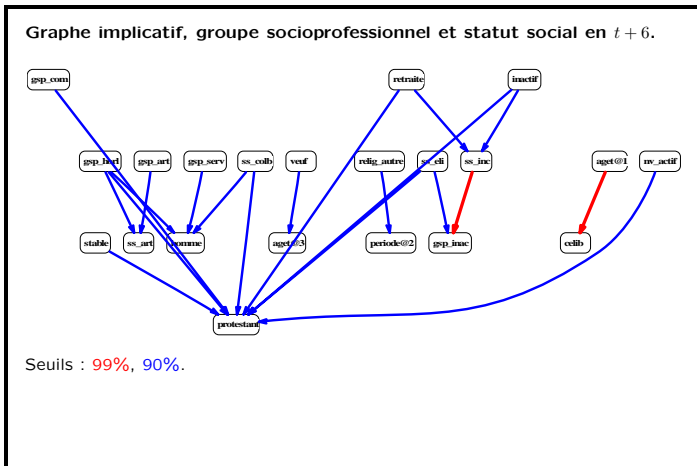 Graphe implicatif, groupe socioprofessionnel et statut social en t + 6.
gsp_com retraite inactif
gsp_art gsp_serv ss_colb veuf relig_autre ss_eli ss_inc aget@1 nv_actif
stable ss_art homme aget@3 periode@2 gsp_inac celib
protestant
Seuils : 99%, 90%.